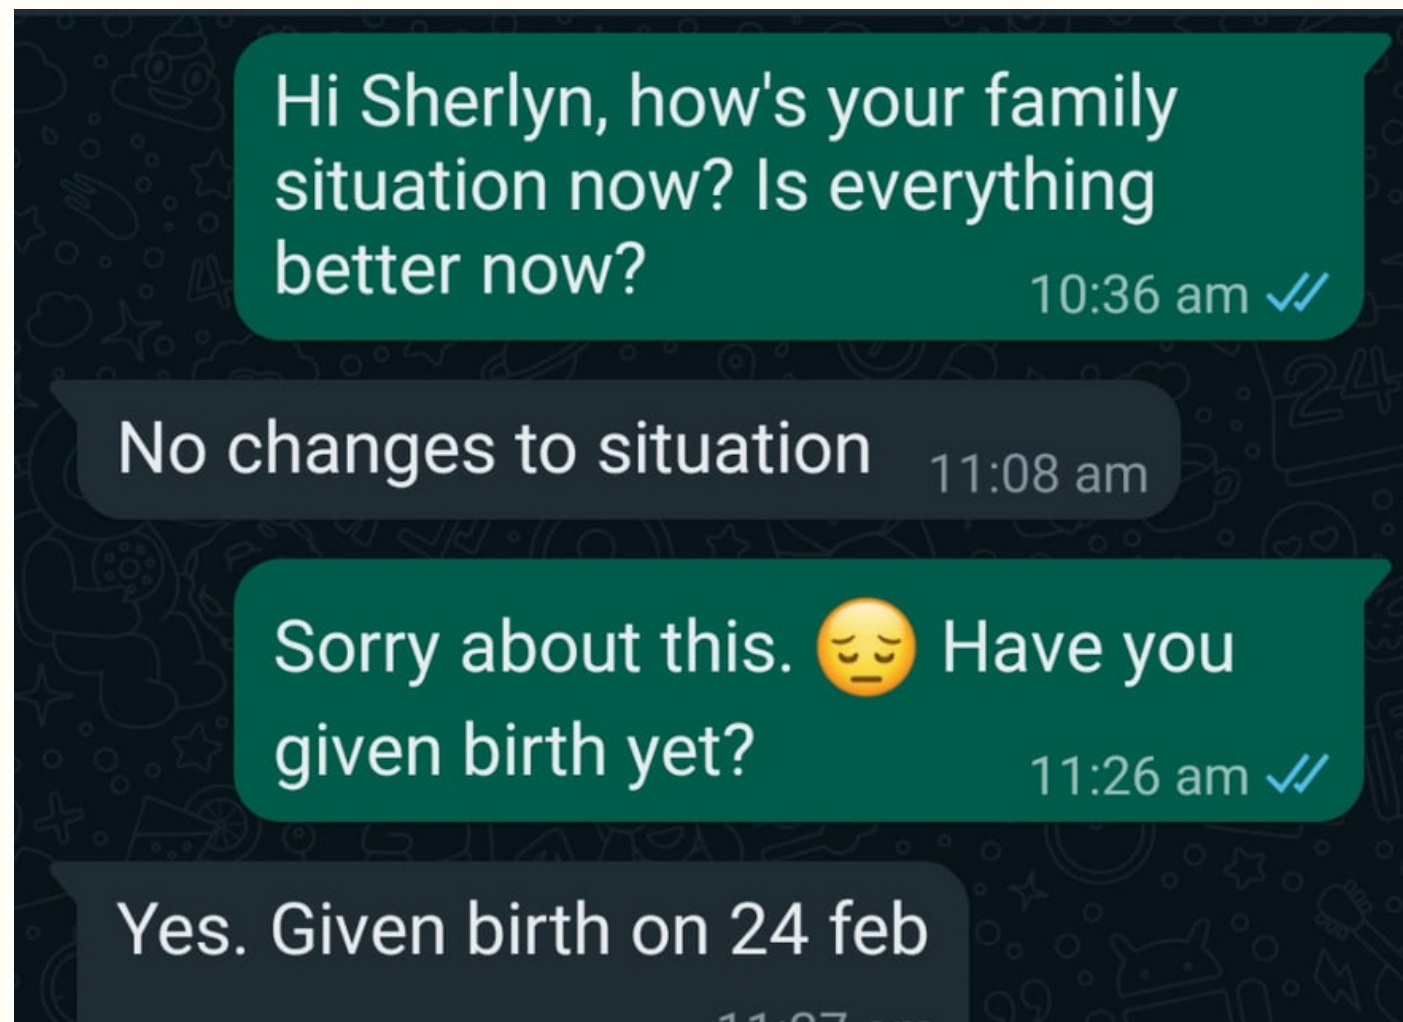 Hi Sherlyn, how's your family
situation now? Is everything
better now?
10:36 am
No changes to situation 11:08 am
Sorry about this. 😔 Have you
given birth yet?
11:26 am
Yes. Given birth on 24 feb